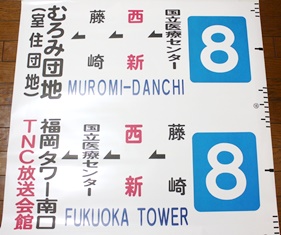 8
国立医療センター
西新
藤崎
むろみ団地
(室住団地)
MUROMI-DANCHI
8
藤崎
西新
国立医療センター
福岡タワー南口
TNC放送会館
FUKUOKA TOWER